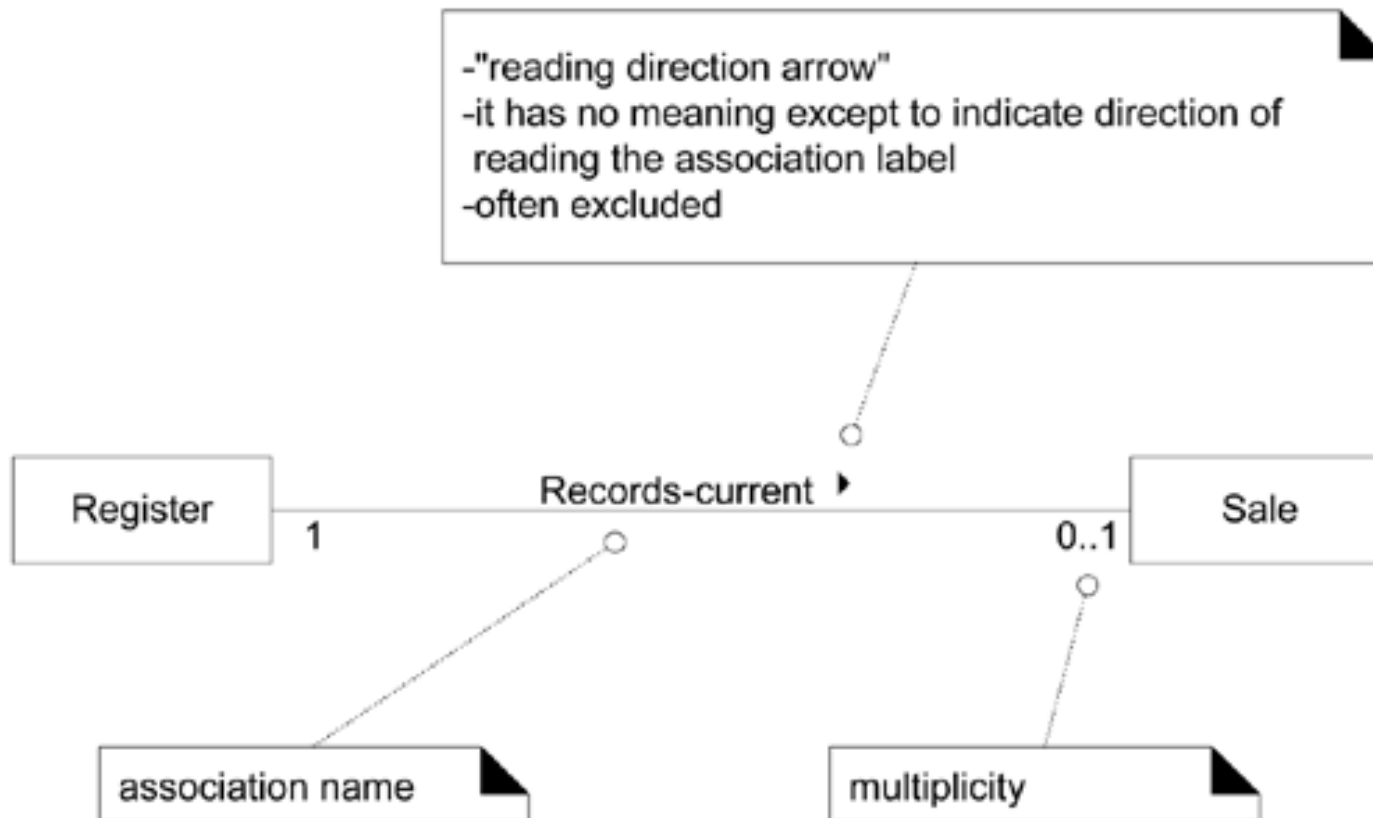 -"reading direction arrow"
-it has no meaning except to indicate direction of
reading the association label
-often excluded
Records-current
Register
Sale
1
0..1
association name
multiplicity